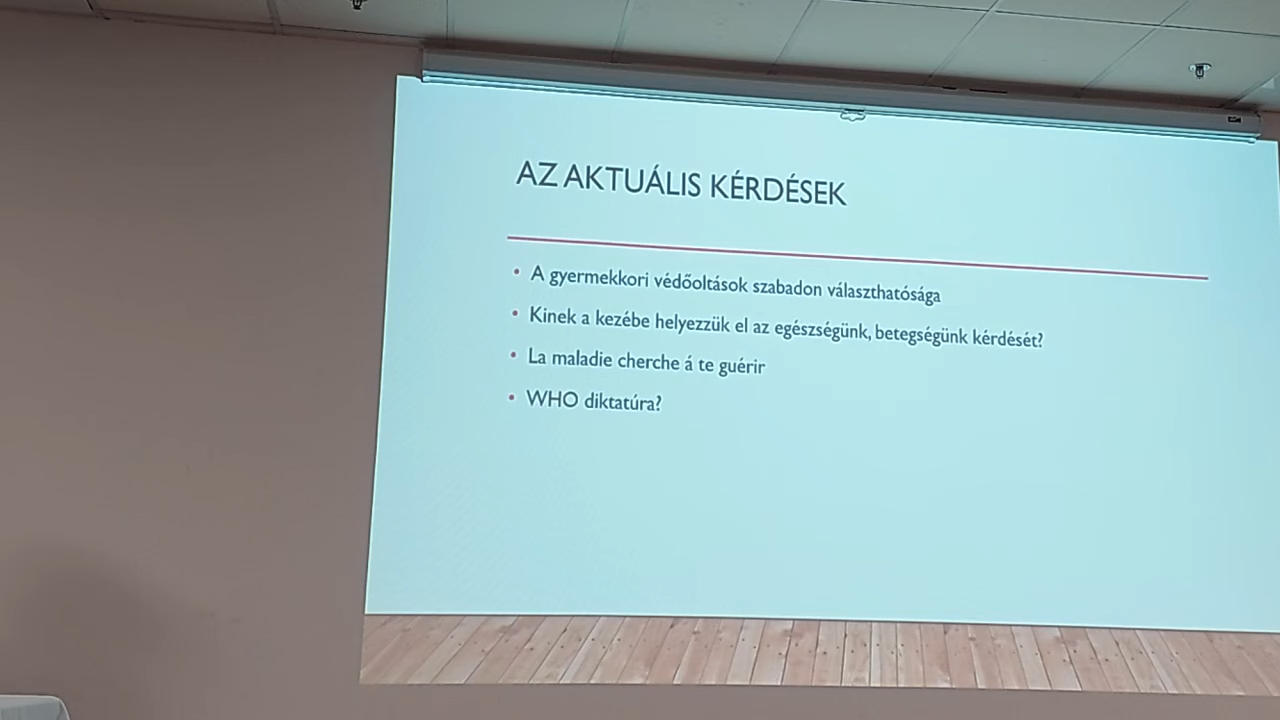 AZ AKTUÁLIS KÉRDÉSEK
• A gyermekkori védőoltások szabadon választhatósága
• Kinek a kezébe helyezzük el az egészségünk, betegségünk kérdését?
• La maladie cherche á te guérir
• WHO diktatúra?